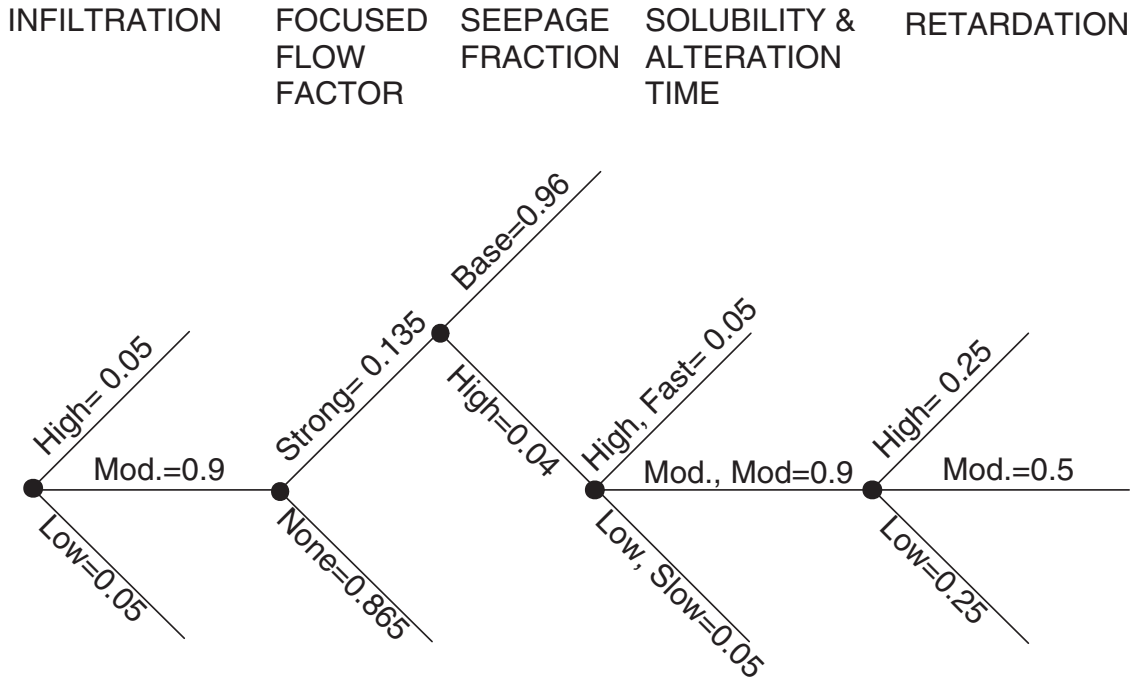 INFILTRATION
FOCUSED
FLOW
FACTOR
SEEPAGE
FRACTION
SOLUBILITY &
ALTERATION
TIME
RETARDATION
High= 0.05
Mod.=0.9
Low=0.05
Strong= 0.135
None=0.865
Base=0.96
High=0.04
High, Fast= 0.05
Mod., Mod=0.9
Low, Slow=0.05
High= 0.25
Mod.=0.5
Low=0.25